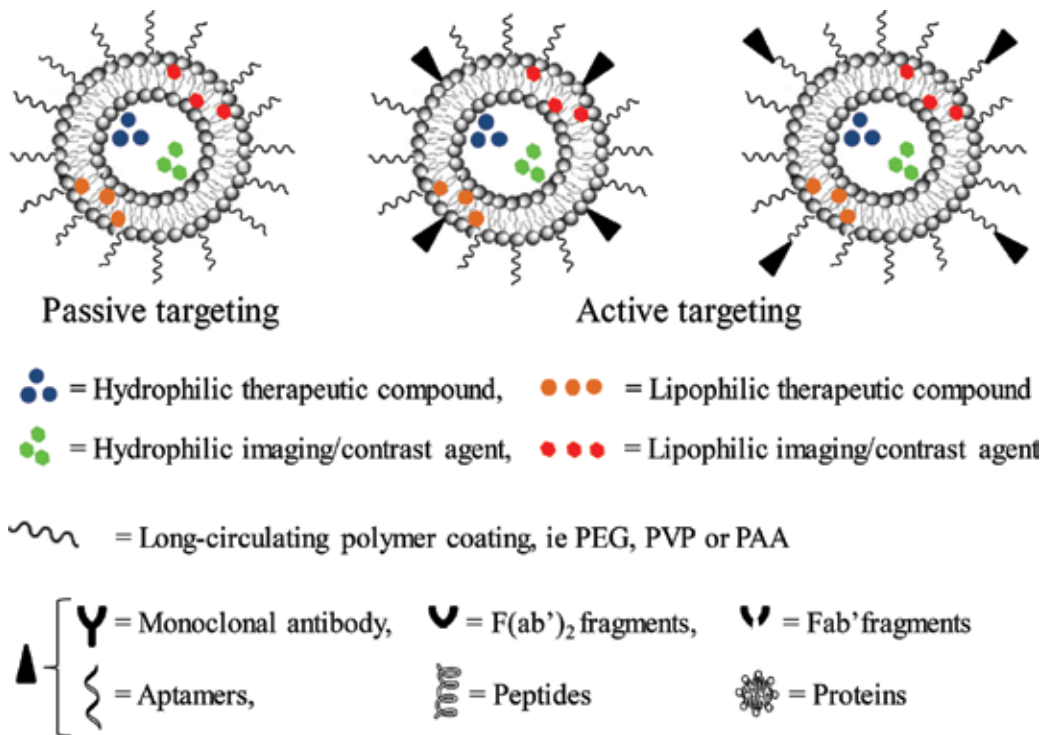 Passive targeting
Active targeting
= Hydrophilic therapeutic compound,
= Lipophilic therapeutic compound
= Hydrophilic imaging/contrast agent,
= Lipophilic imaging/contrast agent
= Long-circulating polymer coating, ie PEG, PVP or PAA
= Monoclonal antibody,
= F(ab’)₂ fragments,
= Fab’fragments
= Aptamers,
= Peptides
= Proteins